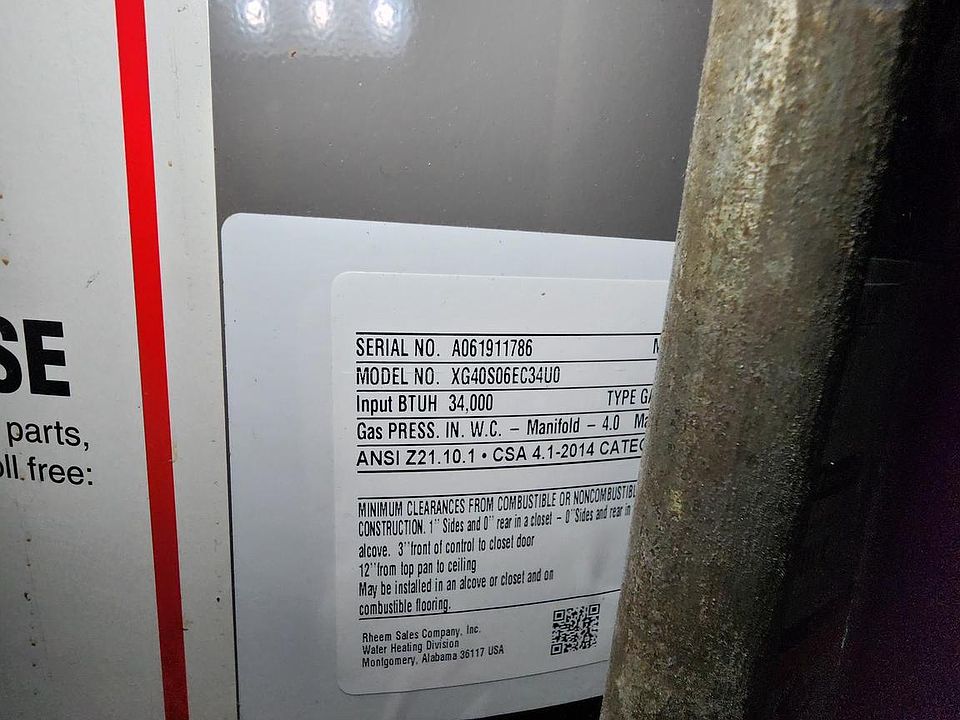 SE
parts,
free:
SERIAL NO. A061911786
MODEL NO. XG40S06EC34U0
Input BTUH 34,000 TYPE
Gas PRESS. IN. W.C. – Manifold – 4.0
ANSI Z21.10.1 • CSA 4.1-2014
MINIMUM CLEARANCES FROM COMBUSTIBLE OR NONCOMBUSTIBL
CONSTRUCTION. 1" Sides and 0" rear in a closet – 0" Sides and rear in
alcove. 3" front of control to closet door
12" from top pan to ceiling
May be installed in an alcove or closet and on
combustible flooring.
Rheem Sales Company, Inc.
Water Heating Division
Montgomery, Alabama 36117 USA